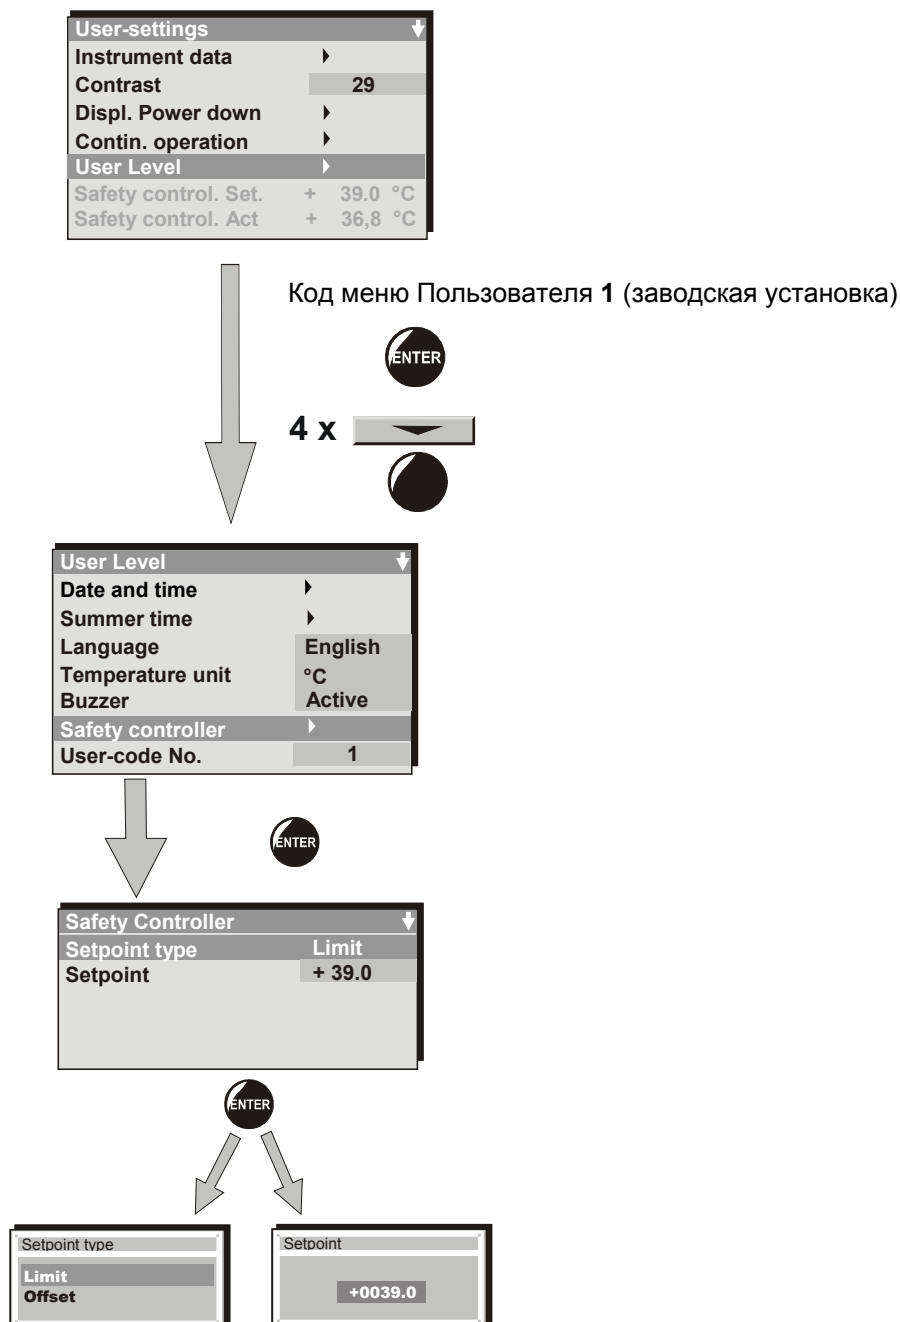 User-settings
Instrument data
Contrast 29
Displ. Power down
Contin. operation
User Level
Safety control. Set. + 39.0 °C
Safety control. Act + 36,8 °C
Код меню Пользователя 1 (заводская установка)
ENTER
4 x
User Level
Date and time
Summer time
Language English
Temperature unit °C
Buzzer Active
Safety controller
User-code No. 1
ENTER
Safety Controller
Setpoint type Limit
Setpoint + 39.0
ENTER
Setpoint type
Limit
Offset
Setpoint
+0039.0